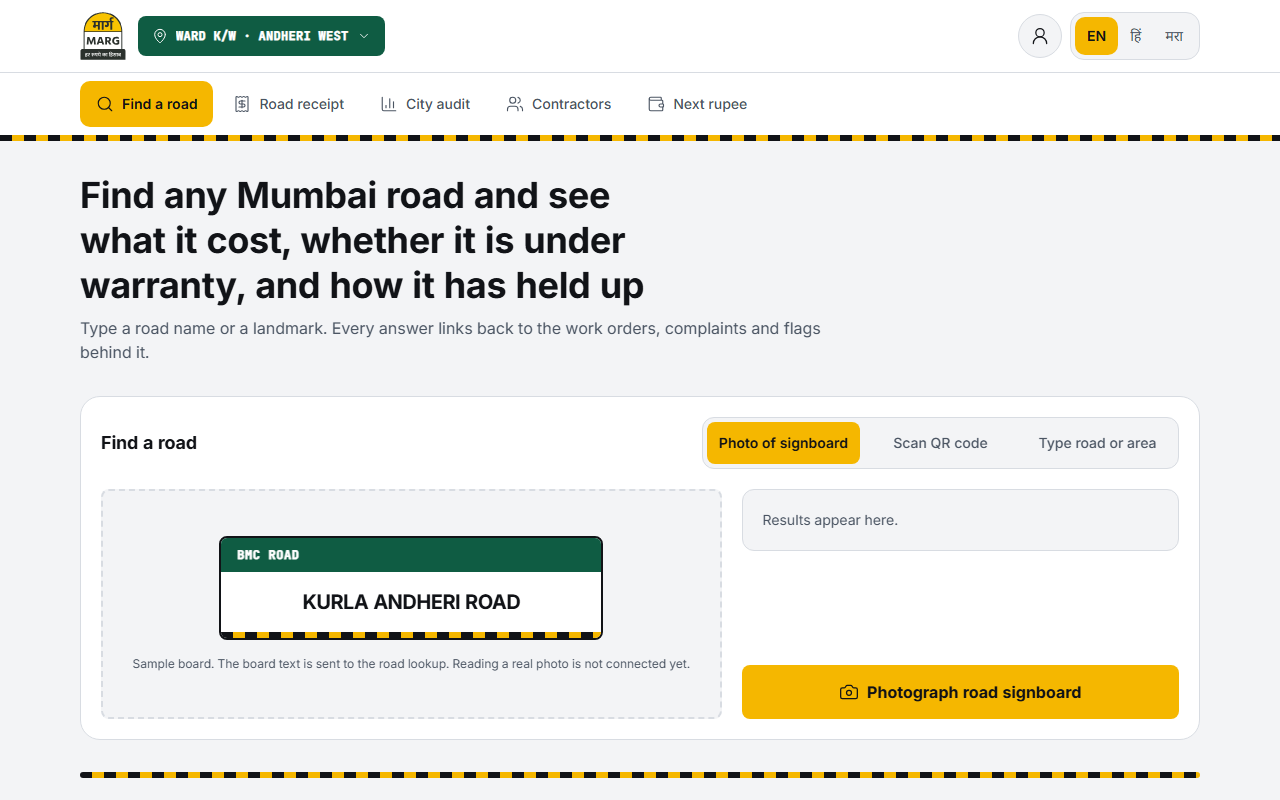 मार्ग
MARG
हर रुपये का हिसाब
WARD K/W · ANDHERI WEST
EN
हिं
मरा
Find a road
Road receipt
City audit
Contractors
Next rupee
Find any Mumbai road and see
what it cost, whether it is under
warranty, and how it has held up
Type a road name or a landmark. Every answer links back to the work orders, complaints and flags
behind it.
Find a road
Photo of signboard
Scan QR code
Type road or area
BMC ROAD
KURLA ANDHERI ROAD
Sample board. The board text is sent to the road lookup. Reading a real photo is not connected yet.
Results appear here.
Photograph road signboard